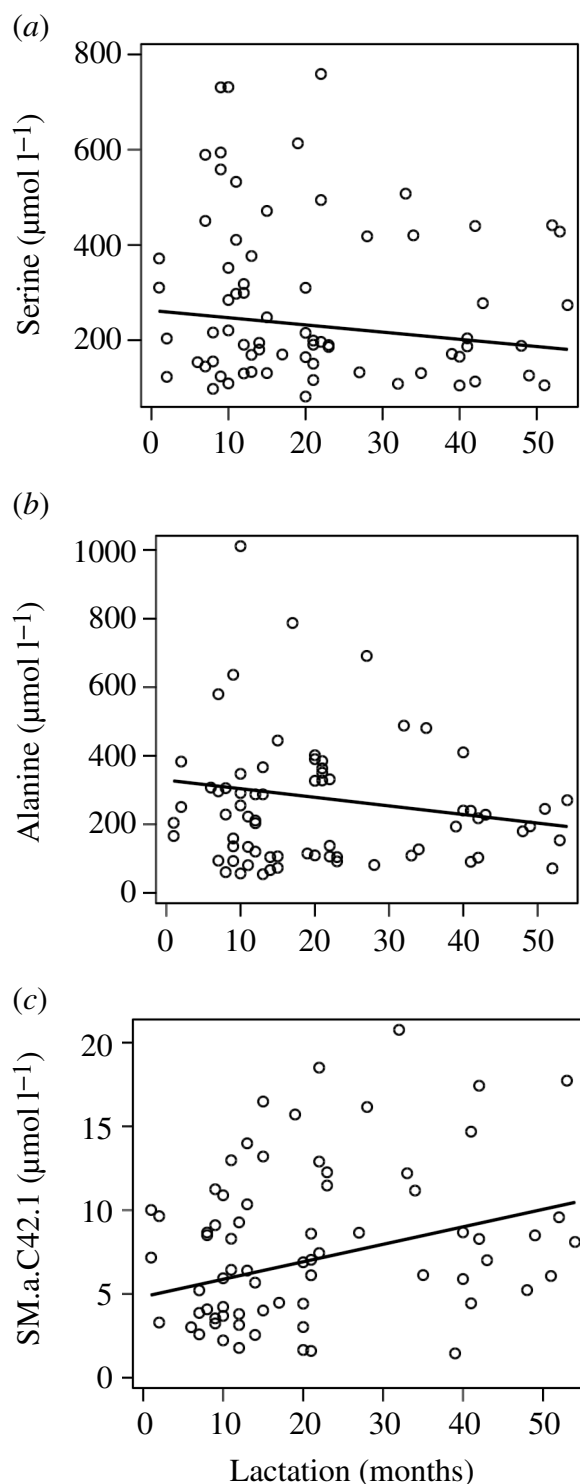 (a)
800
600
400
200
Serine (µmol l⁻¹)
0 10 20 30 40 50
(b)
1000
800
600
400
200
0
Alanine (µmol l⁻¹)
0 10 20 30 40 50
(c)
20
15
10
5
0
SM.a.C42.1 (µmol l⁻¹)
0 10 20 30 40 50
Lactation (months)